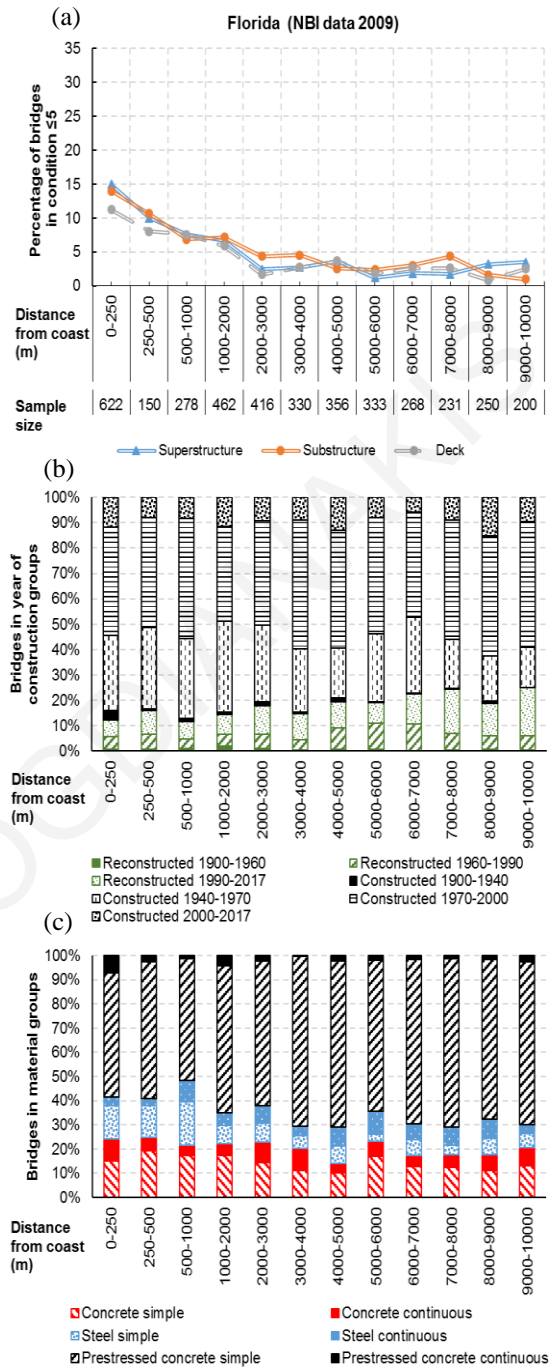 (a)
Florida (NBI data 2009)
Percentage of bridges
in condition ≤5
35
30
25
20
15
10
5
0
Distance
from coast
(m)
0-250
250-500
500-1000
1000-2000
2000-3000
3000-4000
4000-5000
5000-6000
6000-7000
7000-8000
8000-9000
9000-10000
Sample
size
622 150 278 462 416 330 356 333 268 231 250 200
Superstructure Substructure Deck
(b)
Bridges in year of
construction groups
100%
90%
80%
70%
60%
50%
40%
30%
20%
10%
0%
Distance
from coast
(m)
0-250
250-500
500-1000
1000-2000
2000-3000
3000-4000
4000-5000
5000-6000
6000-7000
7000-8000
8000-9000
9000-10000
Reconstructed 1900-1960 Reconstructed 1960-1990
Reconstructed 1990-2017 Constructed 1900-1940
Constructed 1940-1970 Constructed 1970-2000
Constructed 2000-2017
(c)
Bridges in material groups
100%
90%
80%
70%
60%
50%
40%
30%
20%
10%
0%
Distance
from coast
(m)
0-250
250-500
500-1000
1000-2000
2000-3000
3000-4000
4000-5000
5000-6000
6000-7000
7000-8000
8000-9000
9000-10000
Concrete simple Concrete continuous
Steel simple Steel continuous
Prestressed concrete simple Prestressed concrete continuous